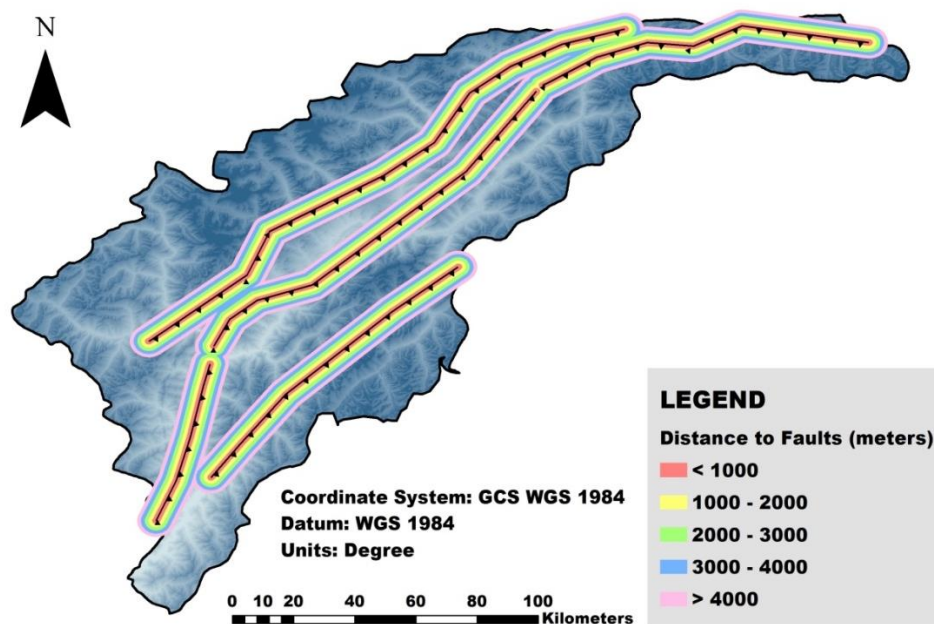 N
LEGEND
Distance to Faults (meters)
< 1000
1000 - 2000
2000 - 3000
3000 - 4000
> 4000
Coordinate System: GCS WGS 1984
Datum: WGS 1984
Units: Degree
0 10 20 40 60 80 100
Kilometers